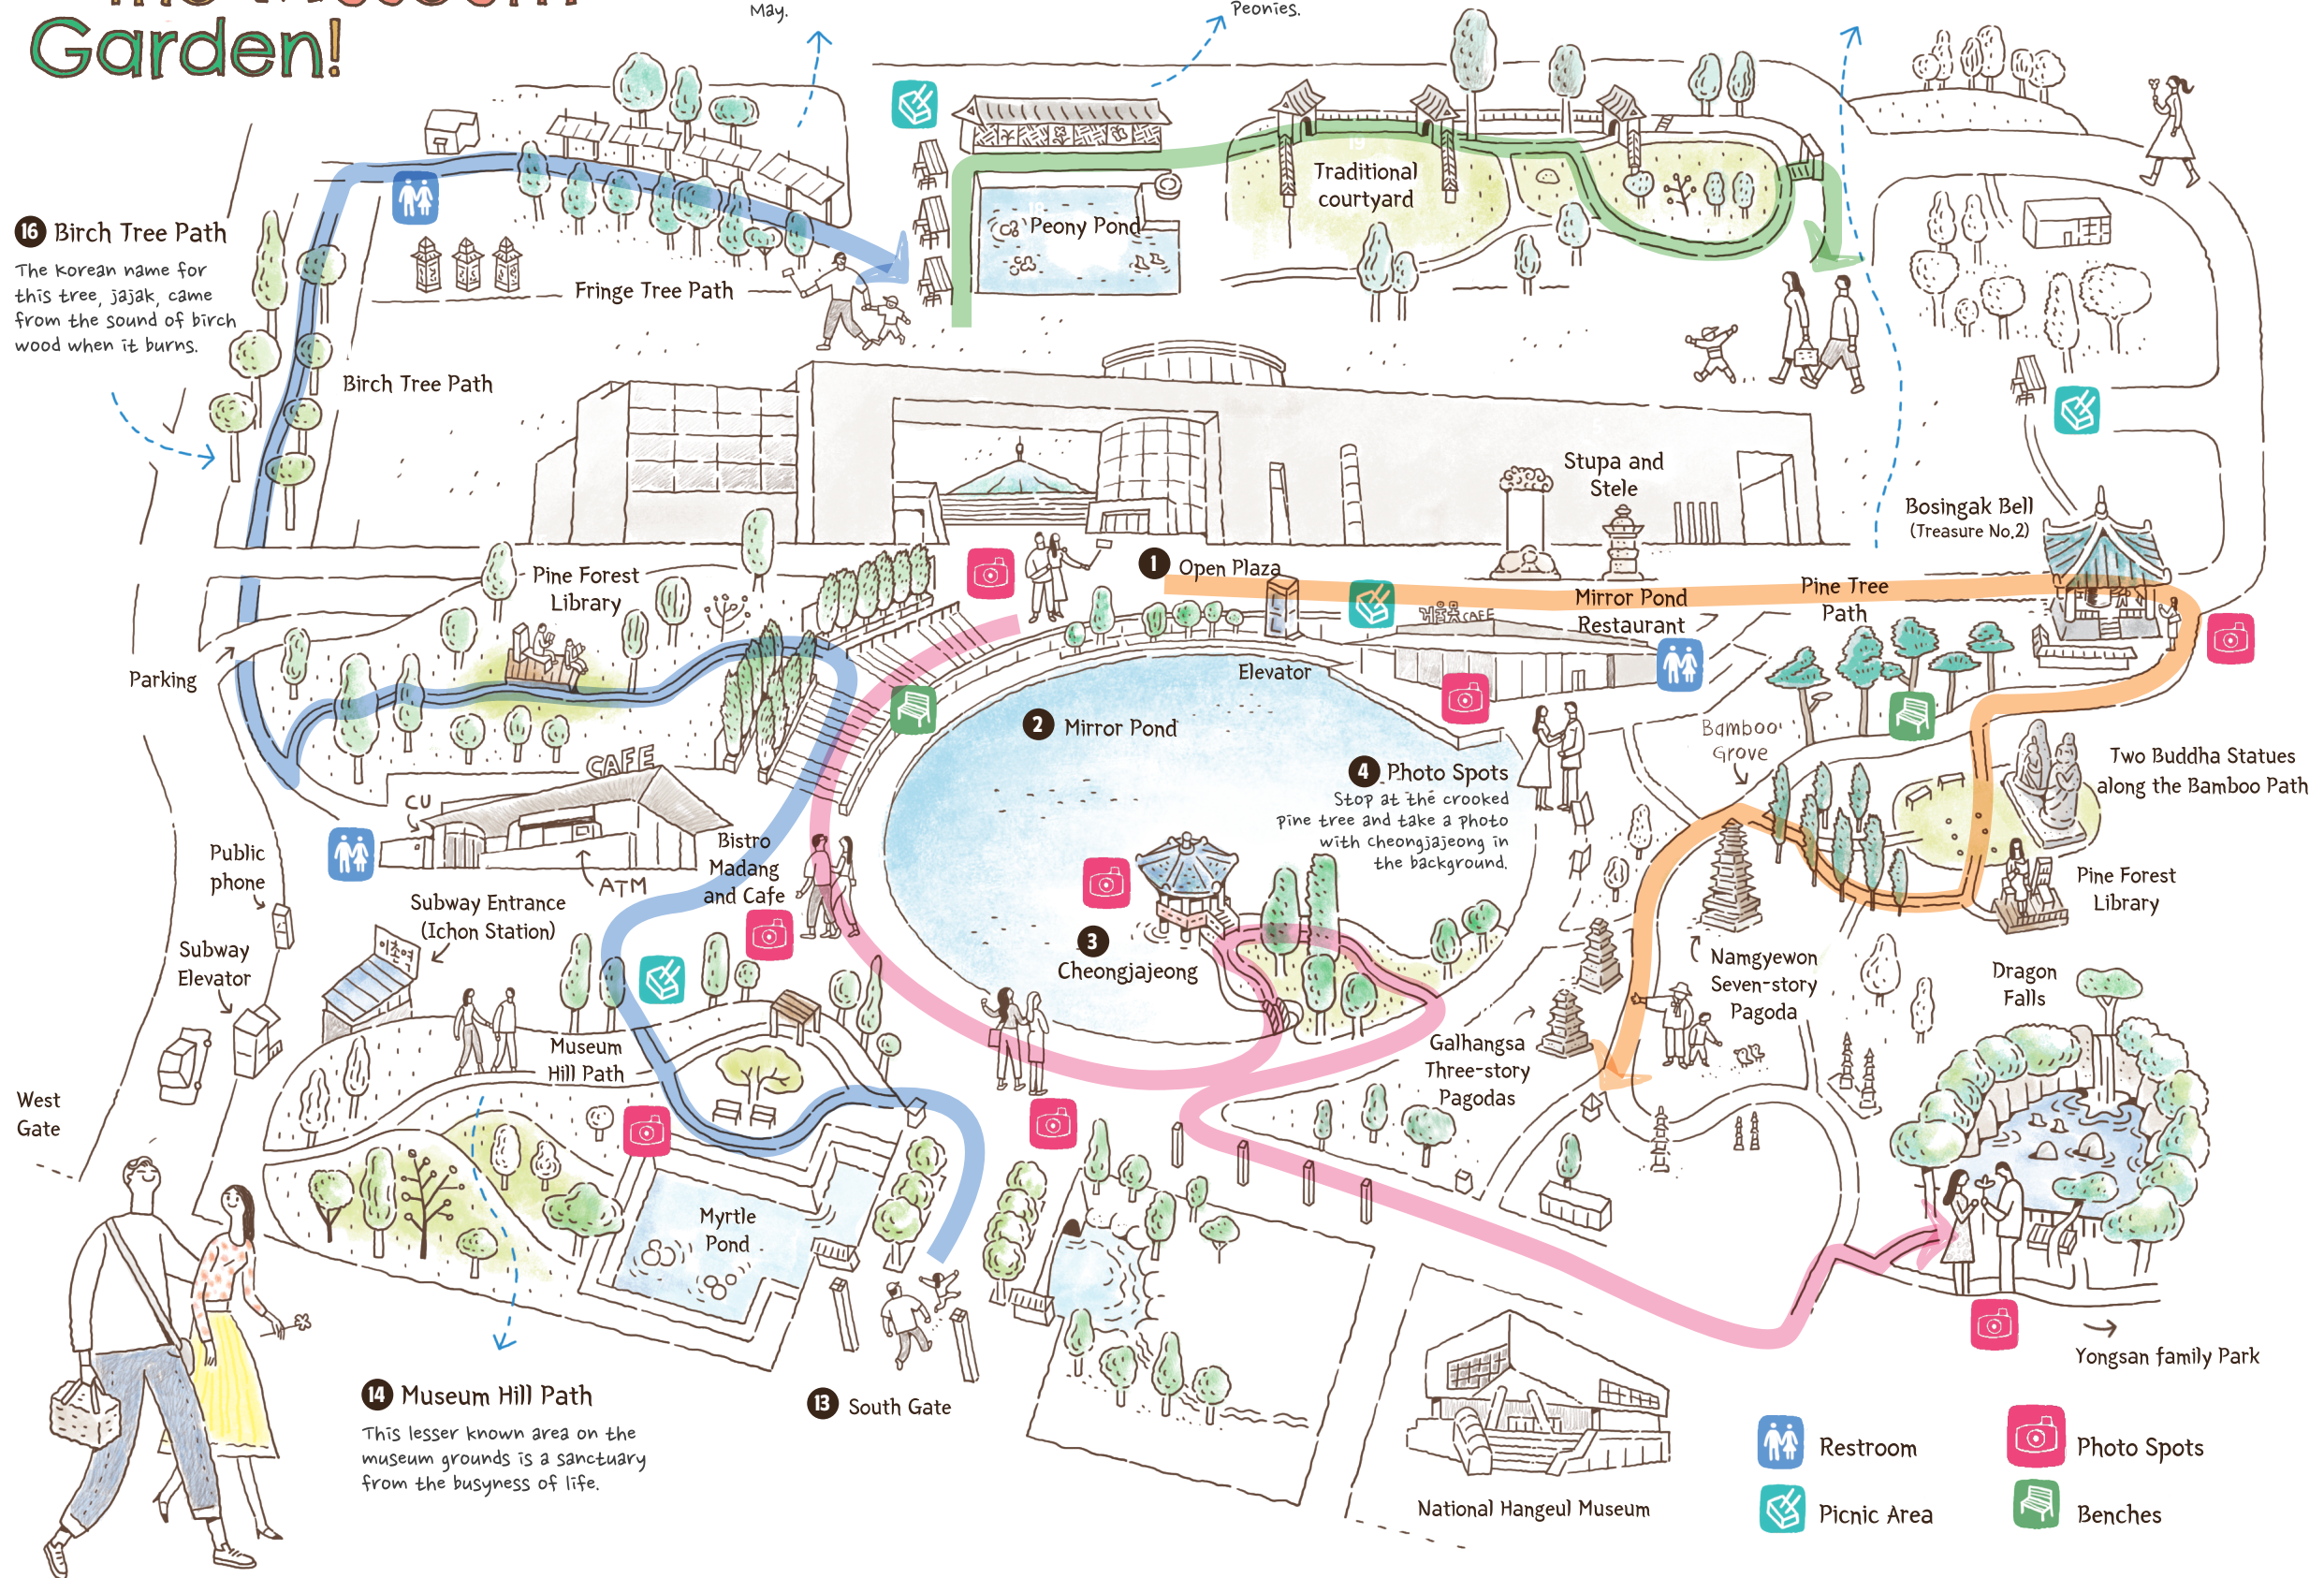 Garden!
May.
Peonies.
16 Birch Tree Path
The Korean name for
this tree, jajak, came
from the sound of birch
wood when it burns.
Fringe Tree Path
Birch Tree Path
18
Peony Pond
19
Traditional
courtyard
Stupa and
Stele
Bosingak Bell
(Treasure No.2)
1 Open Plaza
Pine Forest
Library
Parking
Mirror Pond
Restaurant
Pine Tree
Path
CAFE
Elevator
2 Mirror Pond
Bamboo
Grove
4 Photo Spots
Stop at the crooked
pine tree and take a photo
with Cheongjajeong in
the background.
Two Buddha Statues
along the Bamboo Path
CAFE
CU
ATM
Bistro
Madang
and Cafe
Public
phone
Subway Entrance
(Ichon Station)
이촌역
Subway
Elevator
3
Cheongjajeong
Pine Forest
Library
Namgyewon
Seven-story
Pagoda
Dragon
Falls
Galhangsa
Three-story
Pagodas
Museum
Hill Path
West
Gate
Myrtle
Pond
14 Museum Hill Path
This lesser known area on the
museum grounds is a sanctuary
from the busyness of life.
13 South Gate
Yongsan family Park
National Hangeul Museum
Restroom
Photo Spots
Picnic Area
Benches